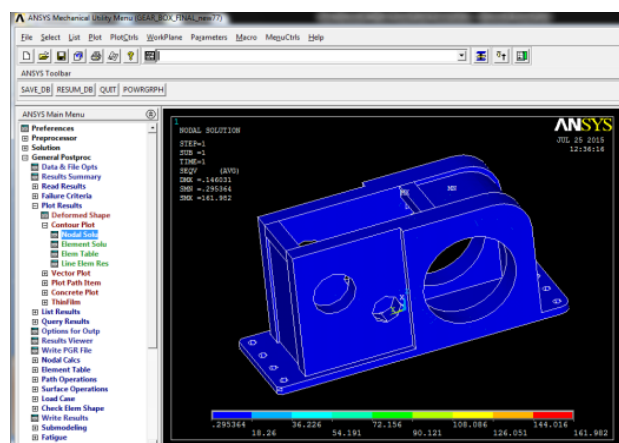 ANSYS Mechanical Utility Menu (GEAR_BOX_FINAL_new77)
File Select List Plot PlotCtrls WorkPlane Parameters Macro MenuCtrls Help
ANSYS Toolbar
SAVE_DB RESUM_DB QUIT POWRGRPH
ANSYS Main Menu
Preferences
Preprocessor
Solution
General Postproc
Data & File Opts
Results Summary
Read Results
Failure Criteria
Plot Results
Deformed Shape
Contour Plot
Nodal Solu
Element Solu
Elem Table
Line Elem Res
Vector Plot
Plot Path Item
Concrete Plot
ThinFilm
List Results
Query Results
Options for Outp
Results Viewer
Write PGR File
Nodal Calcs
Element Table
Path Operations
Surface Operations
Load Case
Check Elem Shape
Write Results
Submodeling
Fatigue
1
NODAL SOLUTION
STEP=1
SUB =1
TIME=1
SEQV (AVG)
DMX =.146031
SMN =.295364
SMX =161.982
ANSYS
JUL 25 2015
12:36:16
MX
MN
.295364 36.226 72.156 108.086 144.016
18.26 54.191 90.121 126.051 161.982